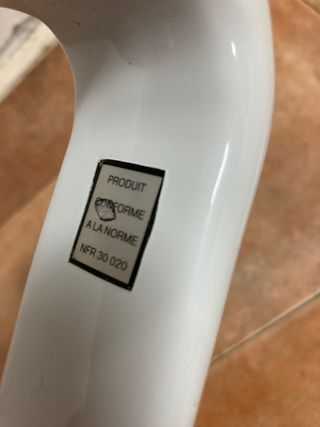 PRODUIT
CONFORME
A LA NORME
NFR 30 020